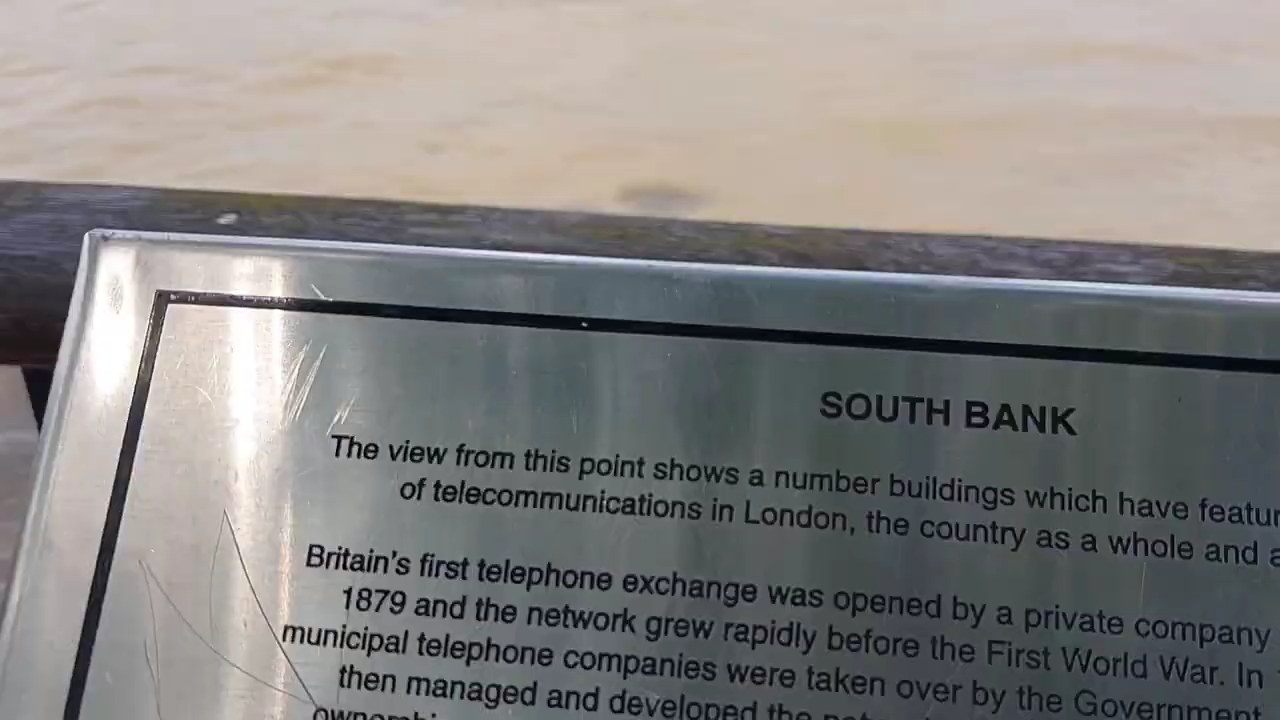 SOUTH BANK
The view from this point shows a number buildings which have
of telecommunications in London, the country as a whole and
Britain's first telephone exchange was opened by a private company
1879 and the network grew rapidly before the First World War. In
municipal telephone companies were taken over by the Government
then managed and developed the